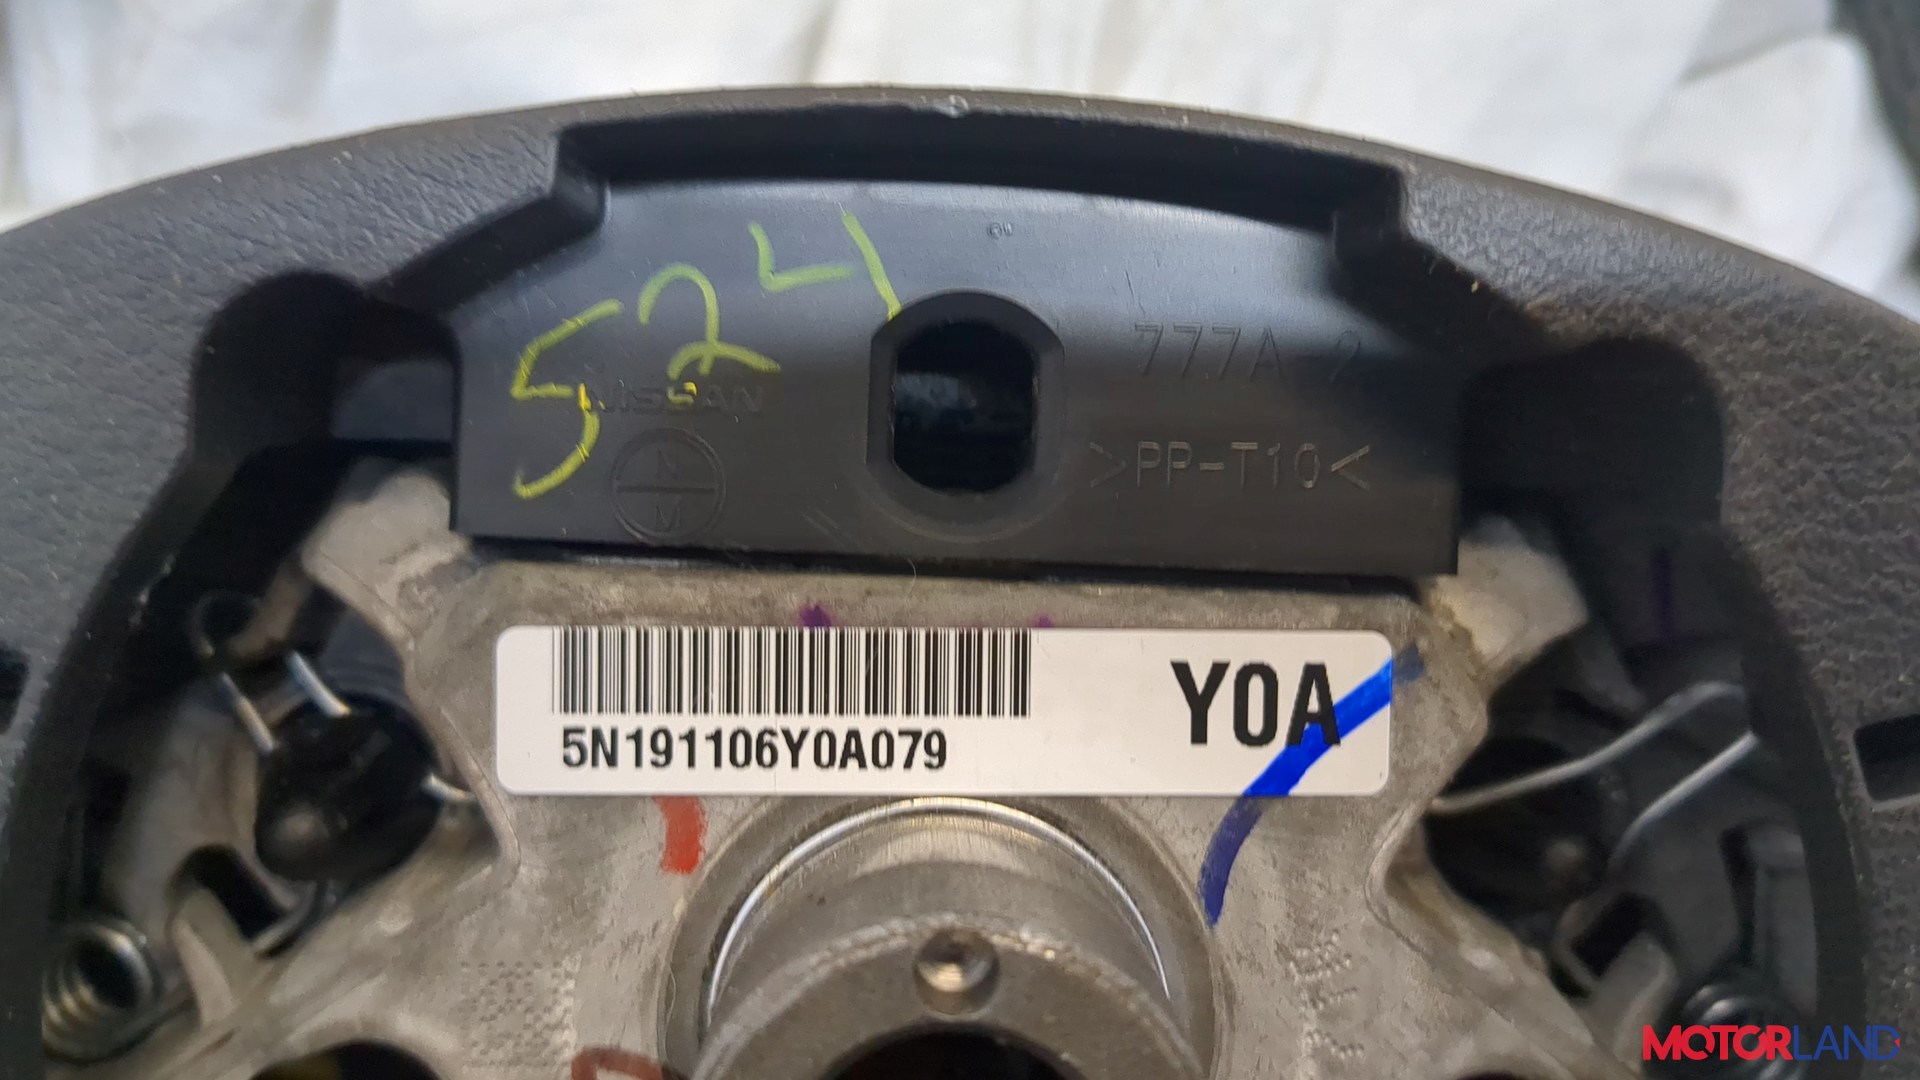 524
NISSAN
N
M
777A 2
>PP-T10<
5N191106Y0A079
Y0A
MOTORLAND